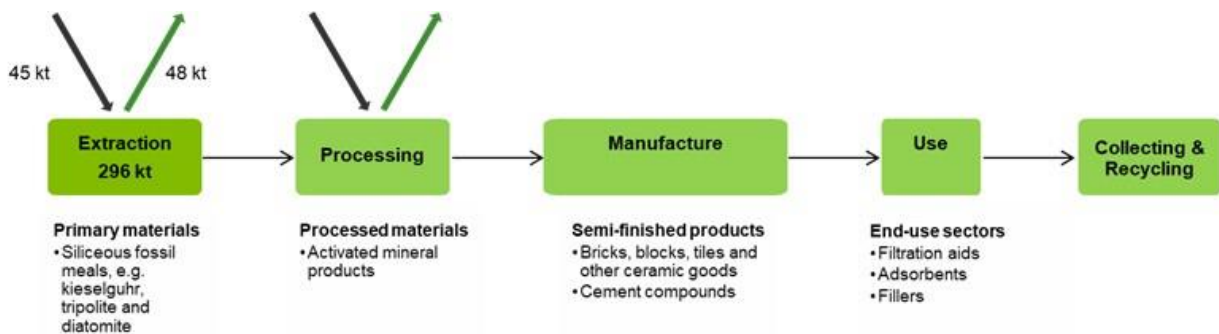 45 kt
48 kt
Extraction
296 kt
Processing
Manufacture
Use
Collecting &
Recycling
Primary materials
•Siliceous fossil
meals, e.g.
kieselguhr,
tripolite and
diatomite
Processed materials
•Activated mineral
products
Semi-finished products
•Bricks, blocks, tiles and
other ceramic goods
•Cement compounds
End-use sectors
•Filtration aids
•Adsorbents
•Fillers